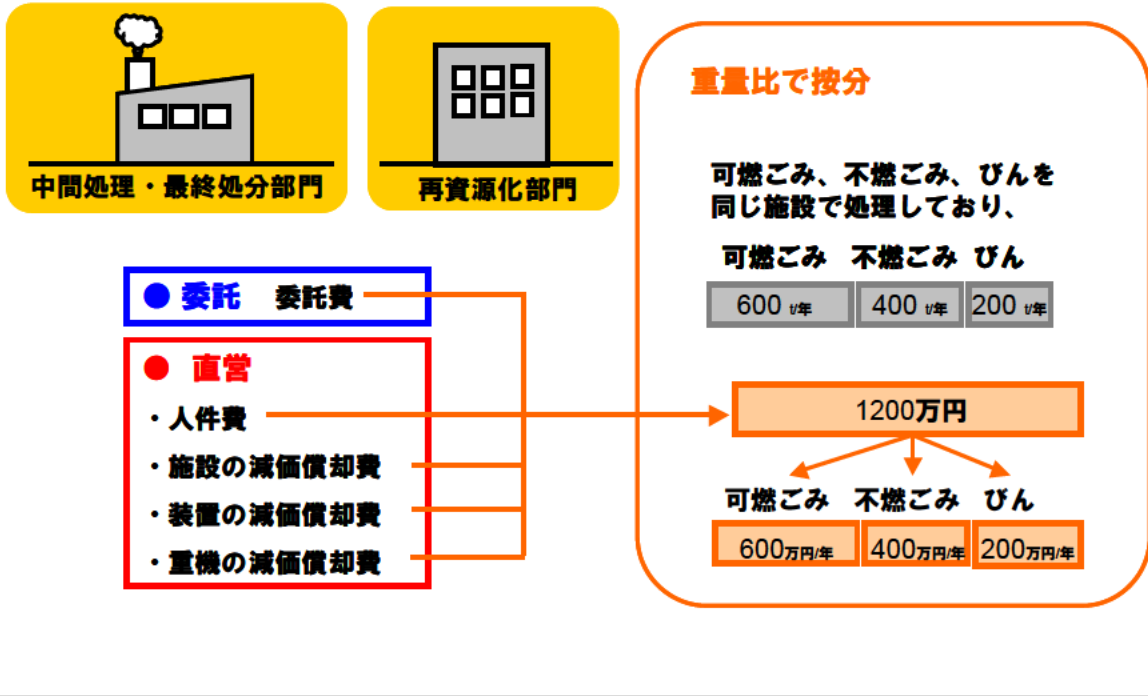 中間処理・最終処分部門
再資源化部門
● 委託 委託費
● 直営
・人件費
・施設の減価償却費
・装置の減価償却費
・重機の減価償却費
重量比で按分
可燃ごみ、不燃ごみ、びんを
同じ施設で処理しており、
可燃ごみ 不燃ごみ びん
600 t/年 400 t/年 200 t/年
1200万円
可燃ごみ 不燃ごみ びん
600万円/年 400万円/年 200万円/年